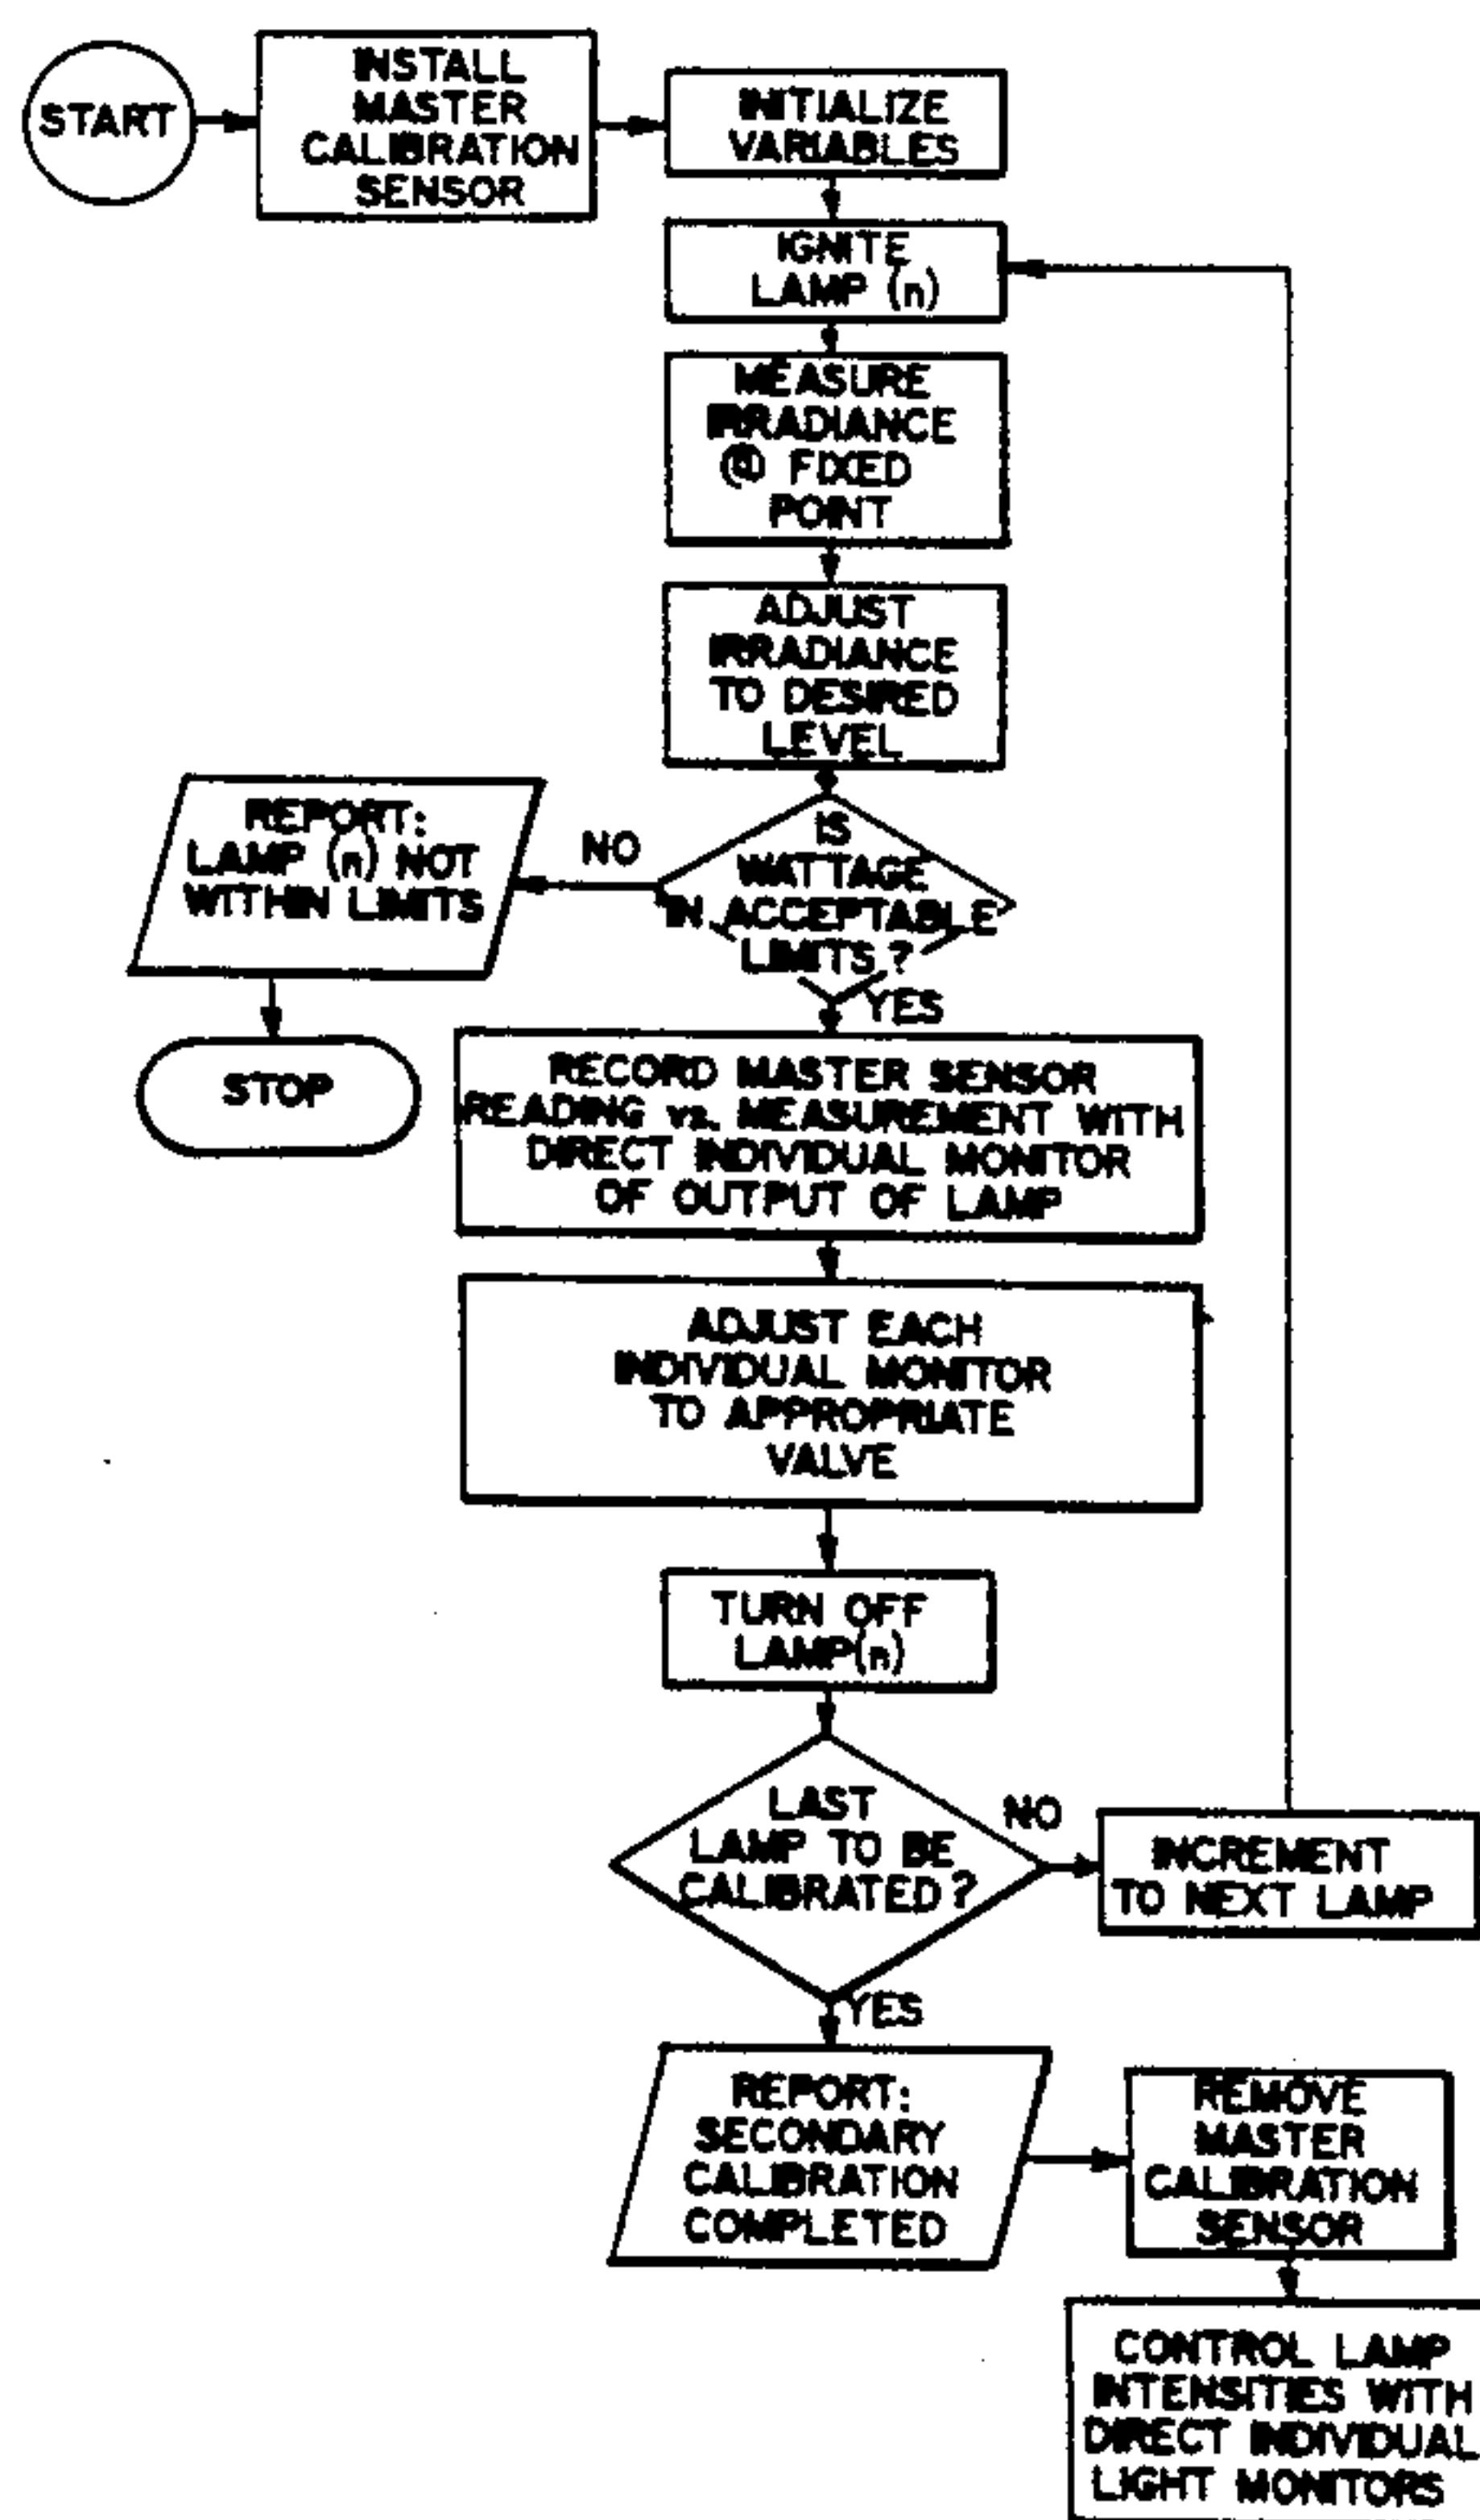 START
INSTALL
MASTER
CALIBRATION
SENSOR
INITIALIZE
VARIABLES
IGNITE
LAMP (n)
MEASURE
IRRADIANCE
@ FIXED
POINT
ADJUST
IRRADIANCE
TO DESIRED
LEVEL
IS
WATTAGE
IN ACCEPTABLE
LIMITS?
NO
REPORT:
LAMP (n) NOT
WITHIN LIMITS
STOP
YES
RECORD MASTER SENSOR
READING vs. MEASUREMENT WITH
DIRECT INDIVIDUAL MONITOR
OF OUTPUT OF LAMP
ADJUST EACH
INDIVIDUAL MONITOR
TO APPROPRIATE
VALVE
TURN OFF
LAMP(n)
LAST
LAMP TO BE
CALIBRATED?
NO
INCREMENT
TO NEXT LAMP
YES
REPORT:
SECONDARY
CALIBRATION
COMPLETED
REMOVE
MASTER
CALIBRATION
SENSOR
CONTROL LAMP
INTENSITIES WITH
DIRECT INDIVIDUAL
LIGHT MONITORS